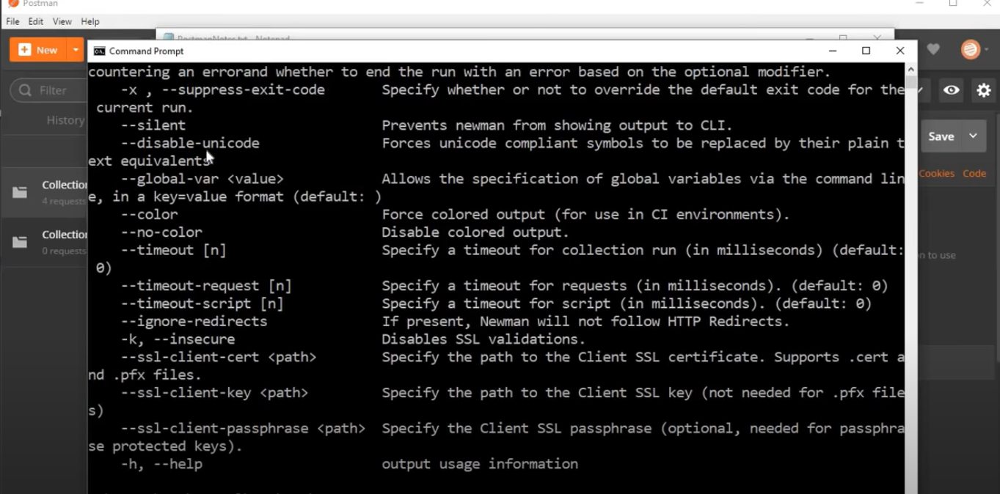 Postman
File Edit View Help
PostmanNotes.txt - Notepad
New
Command Prompt
Filter
History
Save
Cookies Code
Collection
4 requests
Collection
0 requests
n to use
countering an errorand whether to end the run with an error based on the optional modifier.
-x , --suppress-exit-code Specify whether or not to override the default exit code for the
current run.
--silent Prevents newman from showing output to CLI.
--disable-unicode Forces unicode compliant symbols to be replaced by their plain t
ext equivalents
--global-var <value> Allows the specification of global variables via the command lin
e, in a key=value format (default: )
--color Force colored output (for use in CI environments).
--no-color Disable colored output.
--timeout [n] Specify a timeout for collection run (in milliseconds) (default:
0)
--timeout-request [n] Specify a timeout for requests (in milliseconds). (default: 0)
--timeout-script [n] Specify a timeout for script (in milliseconds). (default: 0)
--ignore-redirects If present, Newman will not follow HTTP Redirects.
-k, --insecure Disables SSL validations.
--ssl-client-cert <path> Specify the path to the Client SSL certificate. Supports .cert a
nd .pfx files.
--ssl-client-key <path> Specify the path to the Client SSL key (not needed for .pfx file
s)
--ssl-client-passphrase <path> Specify the Client SSL passphrase (optional, needed for passphra
se protected keys).
-h, --help output usage information